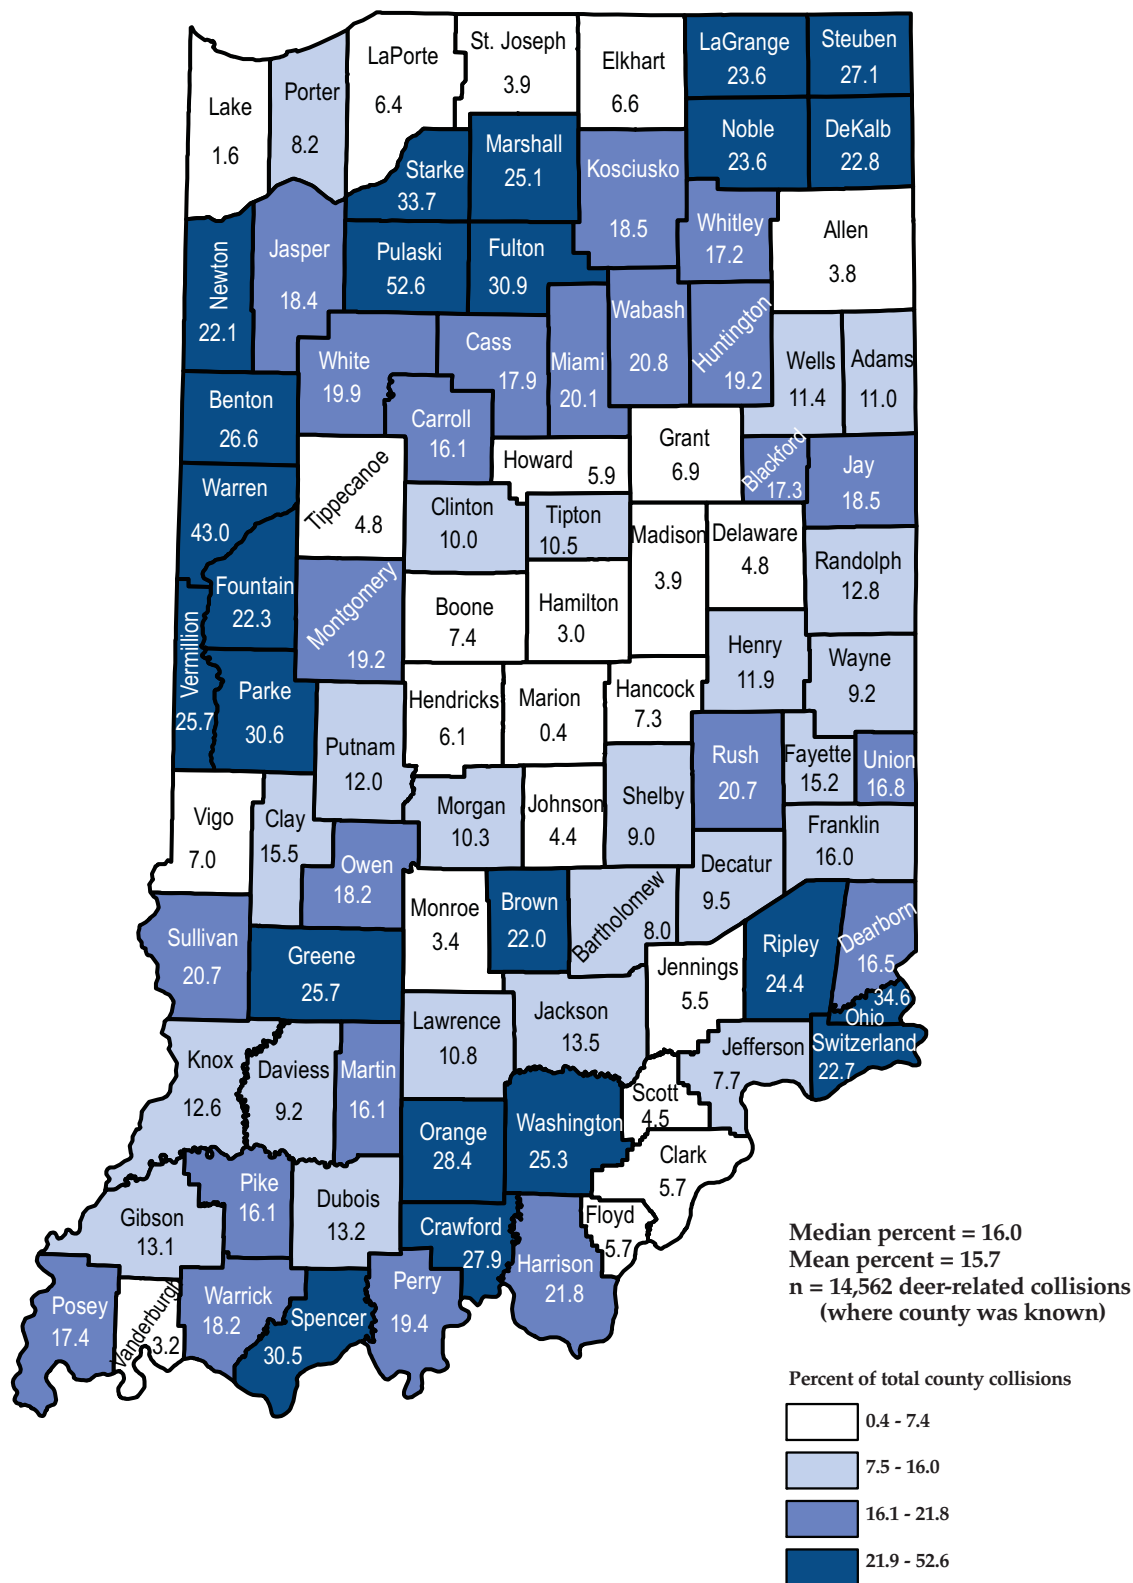 St. Joseph
3.9
LaPorte
6.4
Elkhart
6.6
LaGrange
23.6
Steuben
27.1
Lake
1.6
Porter
8.2
Noble
23.6
DeKalb
22.8
Marshall
25.1
Starke
33.7
Kosciusko
18.5
Whitley
17.2
Allen
3.8
Newton
22.1
Jasper
18.4
Pulaski
52.6
Fulton
30.9
Wabash
20.8
Huntington
19.2
Wells
11.4
Adams
11.0
White
19.9
Cass
17.9
Miami
20.1
Benton
26.6
Carroll
16.1
Grant
6.9
Blackford
17.3
Jay
18.5
Tippecanoe
4.8
Howard
5.9
Warren
43.0
Clinton
10.0
Tipton
10.5
Madison
3.9
Delaware
4.8
Randolph
12.8
Fountain
22.3
Montgomery
19.2
Boone
7.4
Hamilton
3.0
Vermillion
25.7
Parke
30.6
Henry
11.9
Wayne
9.2
Hendricks
6.1
Marion
0.4
Hancock
7.3
Putnam
12.0
Rush
20.7
Fayette
15.2
Union
16.8
Vigo
7.0
Clay
15.5
Morgan
10.3
Johnson
4.4
Shelby
9.0
Franklin
16.0
Owen
18.2
Decatur
9.5
Monroe
3.4
Brown
22.0
Bartholomew
8.0
Sullivan
20.7
Greene
25.7
Jennings
5.5
Ripley
24.4
Dearborn
16.5
34.6
Ohio
Lawrence
10.8
Jackson
13.5
Jefferson
7.7
Switzerland
22.7
Knox
12.6
Daviess
9.2
Martin
16.1
Scott
4.5
Orange
28.4
Washington
25.3
Clark
5.7
Pike
16.1
Dubois
13.2
Gibson
13.1
Crawford
27.9
Floyd
5.7
Harrison
21.8
Posey
17.4
Vanderburgh
3.2
Warrick
18.2
Spencer
30.5
Perry
19.4
Median percent = 16.0
Mean percent = 15.7
n = 14,562 deer-related collisions
(where county was known)
Percent of total county collisions
0.4 - 7.4
7.5 - 16.0
16.1 - 21.8
21.9 - 52.6